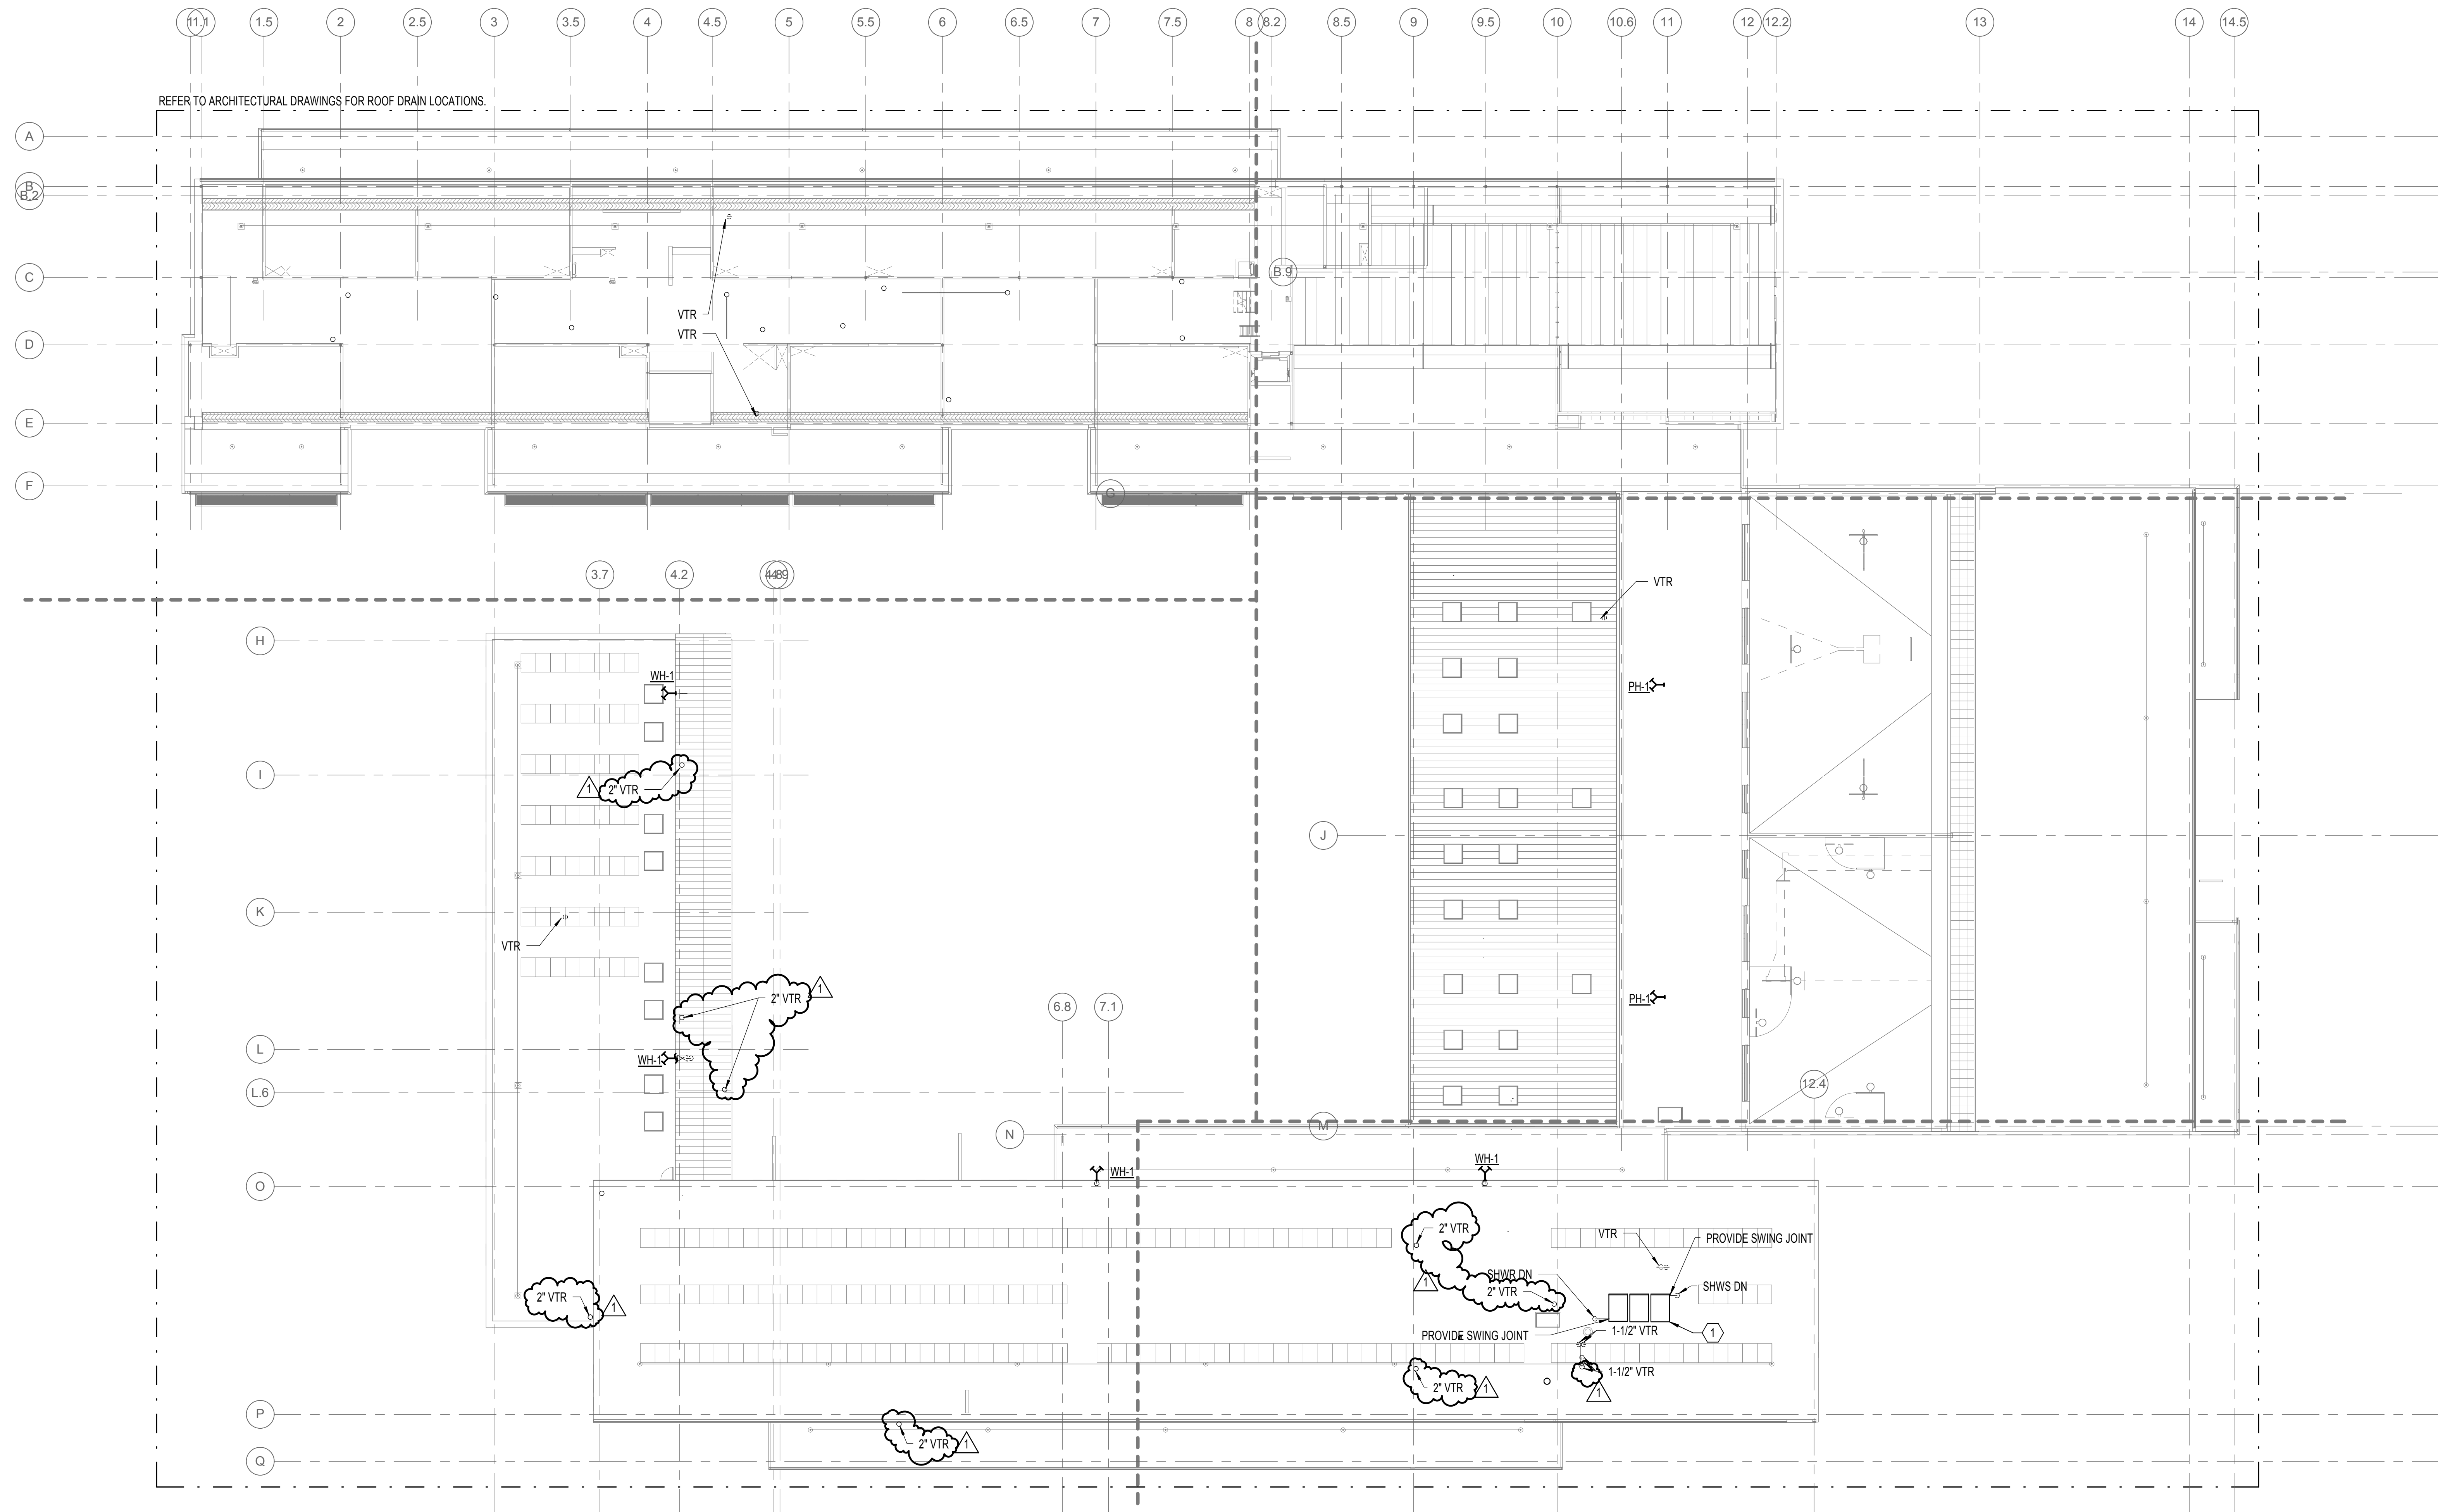 1 1.1 1.5 2 2.5 3 3.5 4 4.5 5 5.5 6 6.5 7 7.5 8 8.2 8.5 9 9.5 10 10.6 11 12 12.2 13 14 14.5
REFER TO ARCHITECTURAL DRAWINGS FOR ROOF DRAIN LOCATIONS.
A
B
B.2
C
B.9
VTR
VTR
D
E
F
G
3.7 4.2 4.8 4.9
VTR
H
WH-1
PH-1
I
1 2" VTR
J
K
VTR
2" VTR 1
PH-1
6.8 7.1
L
WH-1
12.4
L.6
M
N
WH-1
WH-1
O
2" VTR
VTR
PROVIDE SWING JOINT
SHWR DN
1
SHWS DN
2" VTR
2" VTR
1
PROVIDE SWING JOINT
1-1/2" VTR
1
1-1/2" VTR
2" VTR 1
1
P
2" VTR 1
Q